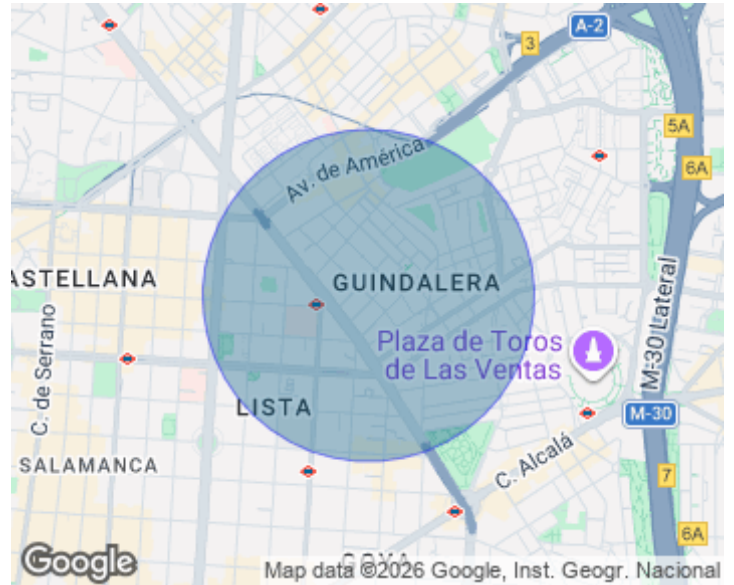 A-2
3
5A
Av. de América
6A
ASTELLANA
GUINDALERA
C. de Serrano
Plaza de Toros
de Las Ventas
M-30 Lateral
LISTA
M-30
SALAMANCA
C. Alcalá
7
6A
GOYA
Google
Map data ©2026 Google, Inst. Geogr. Nacional